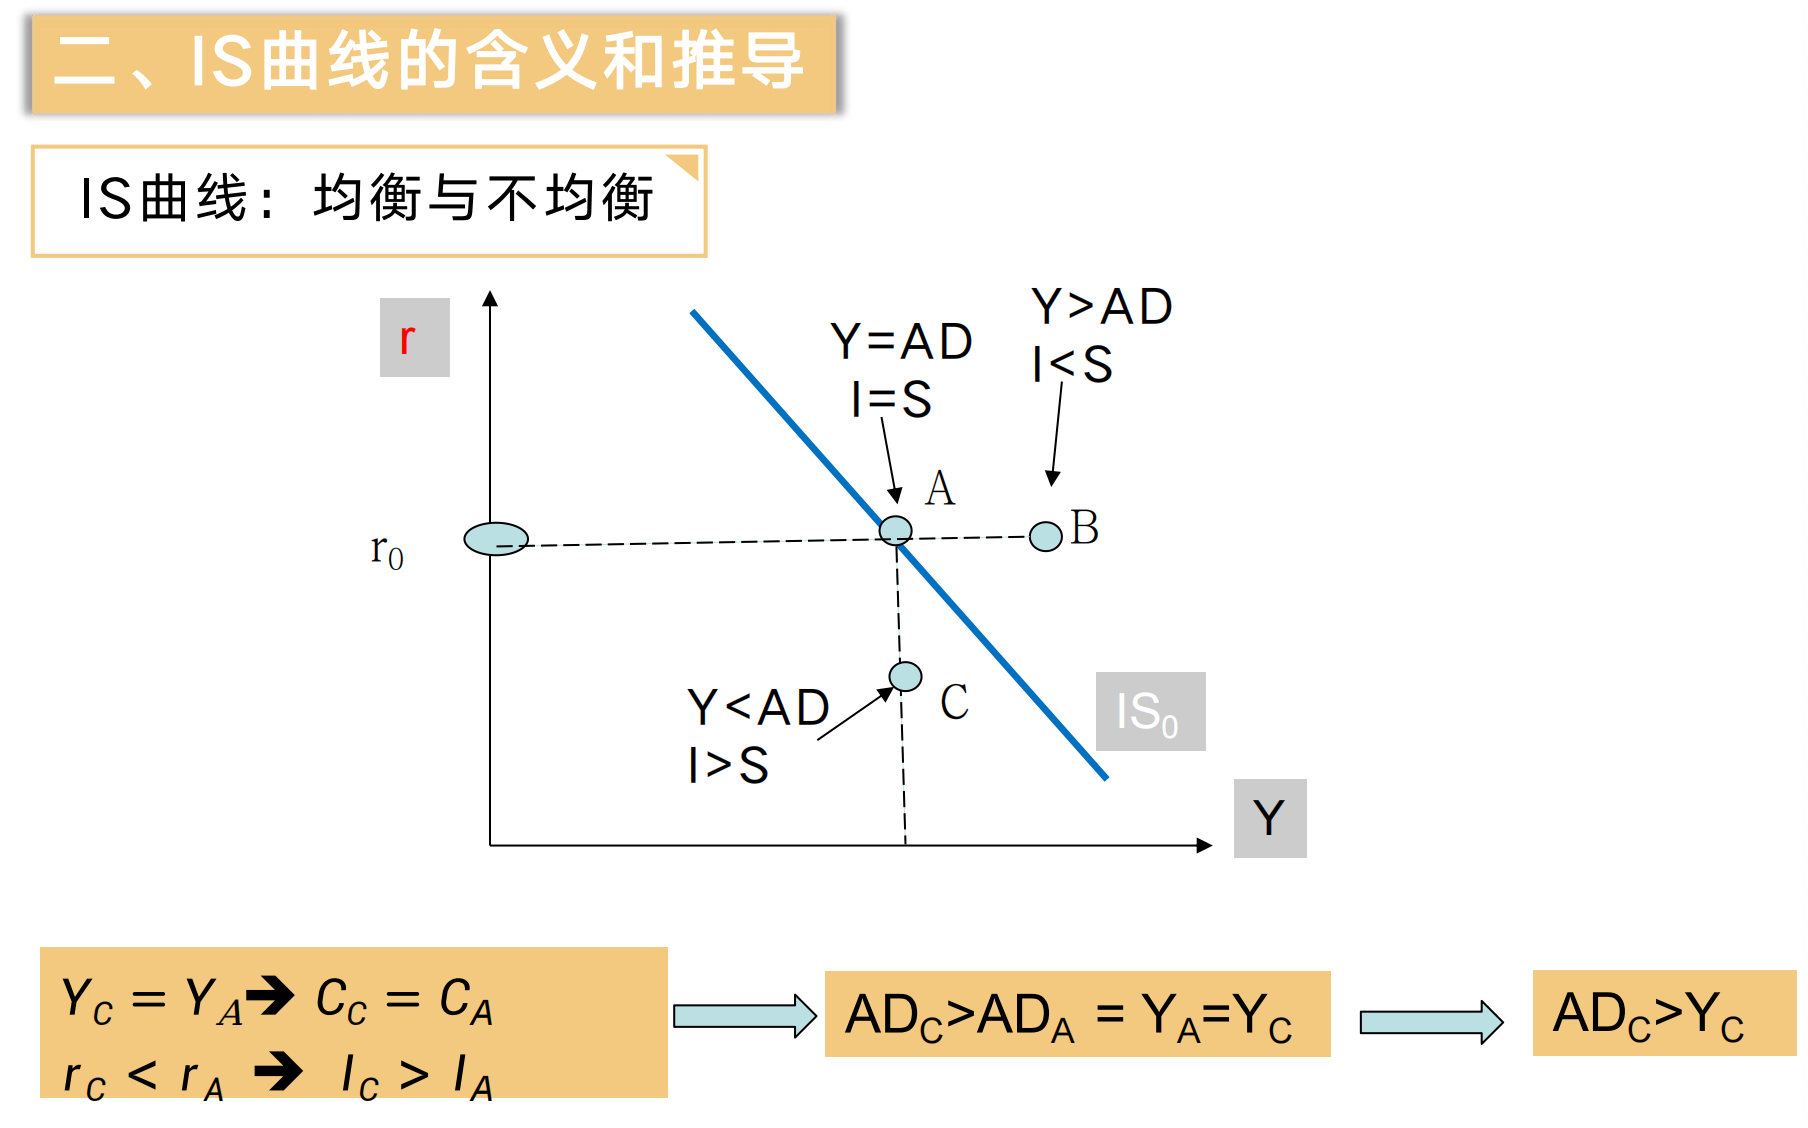 二、IS曲线的含义和推导
IS曲线：均衡与不均衡
r
Y=AD
I=S
Y>AD
I<S
A
B
r₀
Y<AD
I>S
C
IS₀
Y
Y_C = Y_A → C_C = C_A
r_C < r_A → I_C > I_A
AD_C>AD_A = Y_A=Y_C
AD_C>Y_C